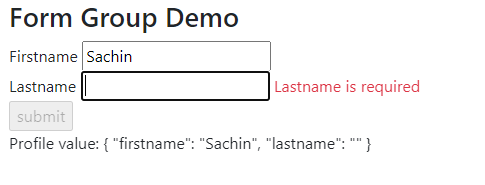 Form Group Demo
Firstname Sachin
Lastname Lastname is required
submit
Profile value: { "firstname": "Sachin", "lastname": "" }